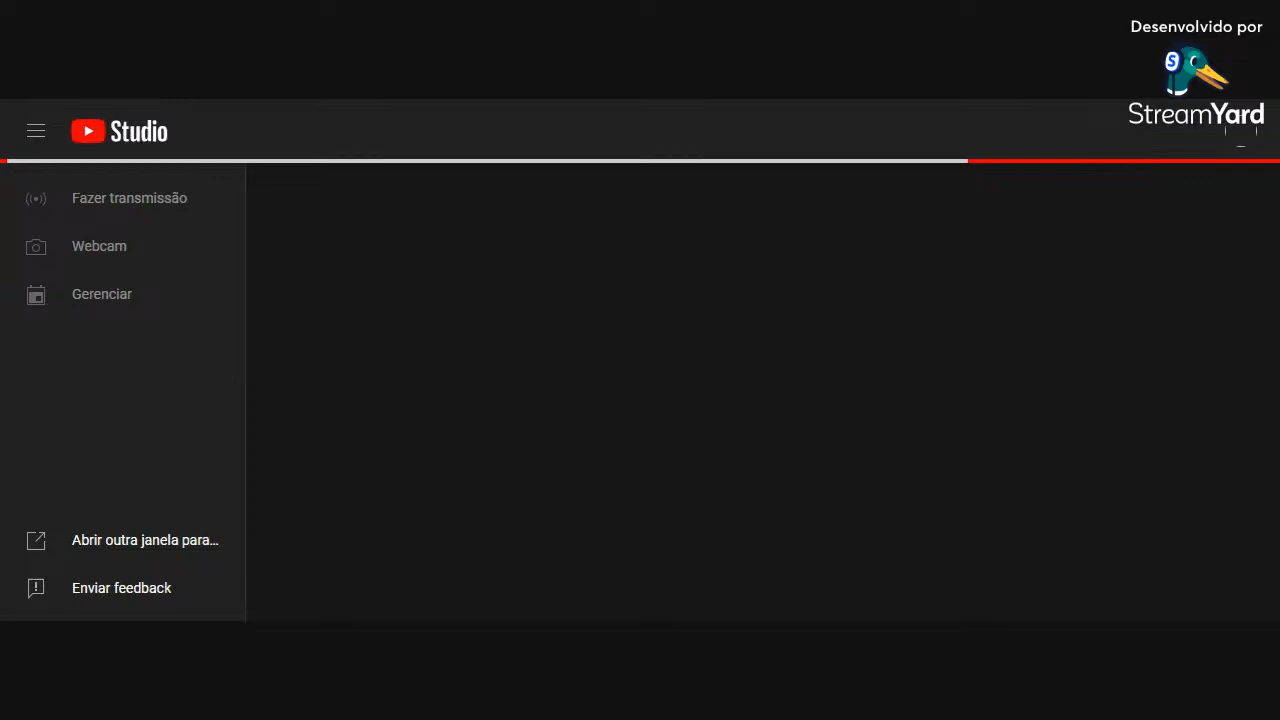 Desenvolvido por
S
StreamYard
Studio
Fazer transmissão
Webcam
Gerenciar
Abrir outra janela para...
Enviar feedback